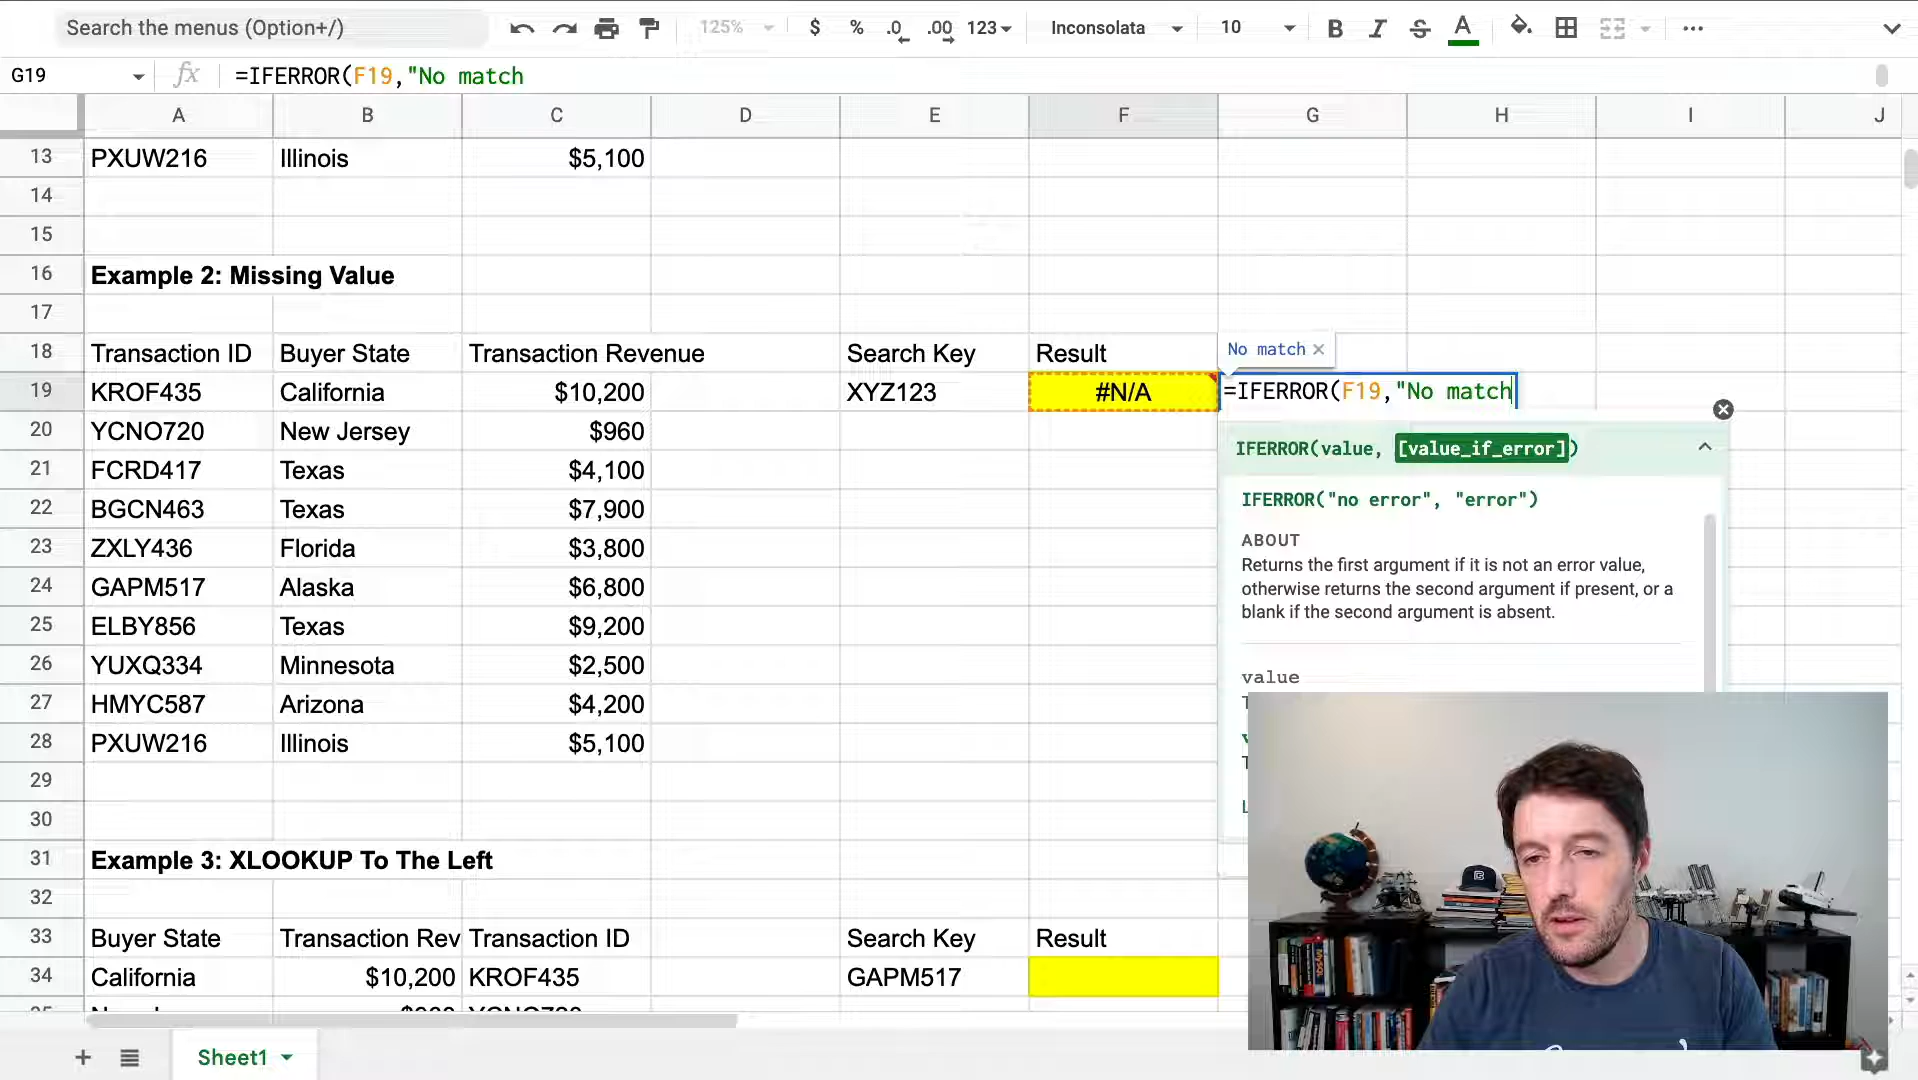 Search the menus (Option+/)
125%
$ % .0 .00 123
Inconsolata
10
B I S A
G19
fx =IFERROR(F19,"No match
A B C D E F G H I J
13 PXUW216 Illinois $5,100
14
15
16 Example 2: Missing Value
17
18 Transaction ID Buyer State Transaction Revenue Search Key Result
No match ×
19 KROF435 California $10,200 XYZ123 #N/A =IFERROR(F19,"No match
20 YCNO720 New Jersey $960
21 FCRD417 Texas $4,100
22 BGCN463 Texas $7,900
23 ZXLY436 Florida $3,800
24 GAPM517 Alaska $6,800
25 ELBY856 Texas $9,200
26 YUXQ334 Minnesota $2,500
27 HMYC587 Arizona $4,200
28 PXUW216 Illinois $5,100
29
30
31 Example 3: XLOOKUP To The Left
32
33 Buyer State Transaction Rev Transaction ID Search Key Result
34 California $10,200 KROF435 GAPM517
IFERROR(value, [value_if_error])
IFERROR("no error", "error")
ABOUT
Returns the first argument if it is not an error value,
otherwise returns the second argument if present, or a
blank if the second argument is absent.
value
MySQL
Sheet1